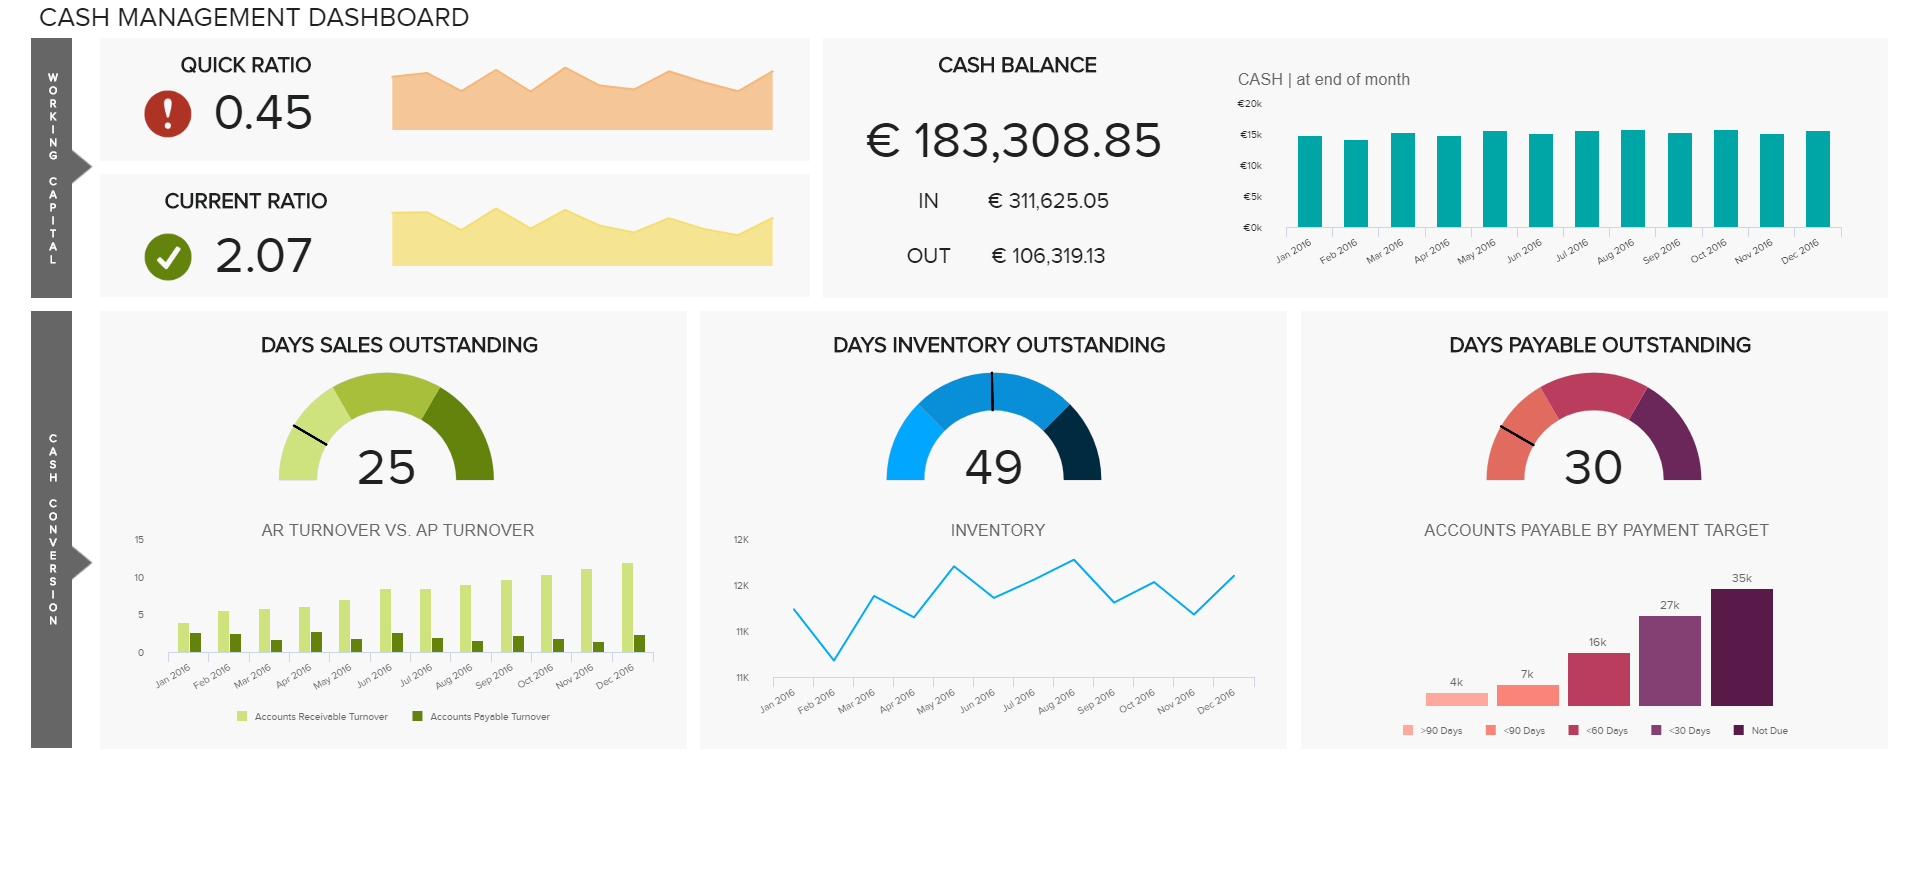 CASH MANAGEMENT DASHBOARD
WORKING CAPITAL
QUICK RATIO
0.45
CURRENT RATIO
2.07
CASH BALANCE
€ 183,308.85
IN € 311,625.05
OUT € 106,319.13
CASH | at end of month
€20k
€15k
€10k
€5k
€0k
Jan 2016 Feb 2016 Mar 2016 Apr 2016 May 2016 Jun 2016 Jul 2016 Aug 2016 Sep 2016 Oct 2016 Nov 2016 Dec 2016
CASH CONVERSION
DAYS SALES OUTSTANDING
25
AR TURNOVER VS. AP TURNOVER
15
10
5
0
Jan 2016 Feb 2016 Mar 2016 Apr 2016 May 2016 Jun 2016 Jul 2016 Aug 2016 Sep 2016 Oct 2016 Nov 2016 Dec 2016
Accounts Receivable Turnover Accounts Payable Turnover
DAYS INVENTORY OUTSTANDING
49
INVENTORY
12K
12K
11K
11K
Jan 2016 Feb 2016 Mar 2016 Apr 2016 May 2016 Jun 2016 Jul 2016 Aug 2016 Sep 2016 Oct 2016 Nov 2016 Dec 2016
DAYS PAYABLE OUTSTANDING
30
ACCOUNTS PAYABLE BY PAYMENT TARGET
4k
7k
16k
27k
35k
>90 Days <90 Days <60 Days <30 Days Not Due